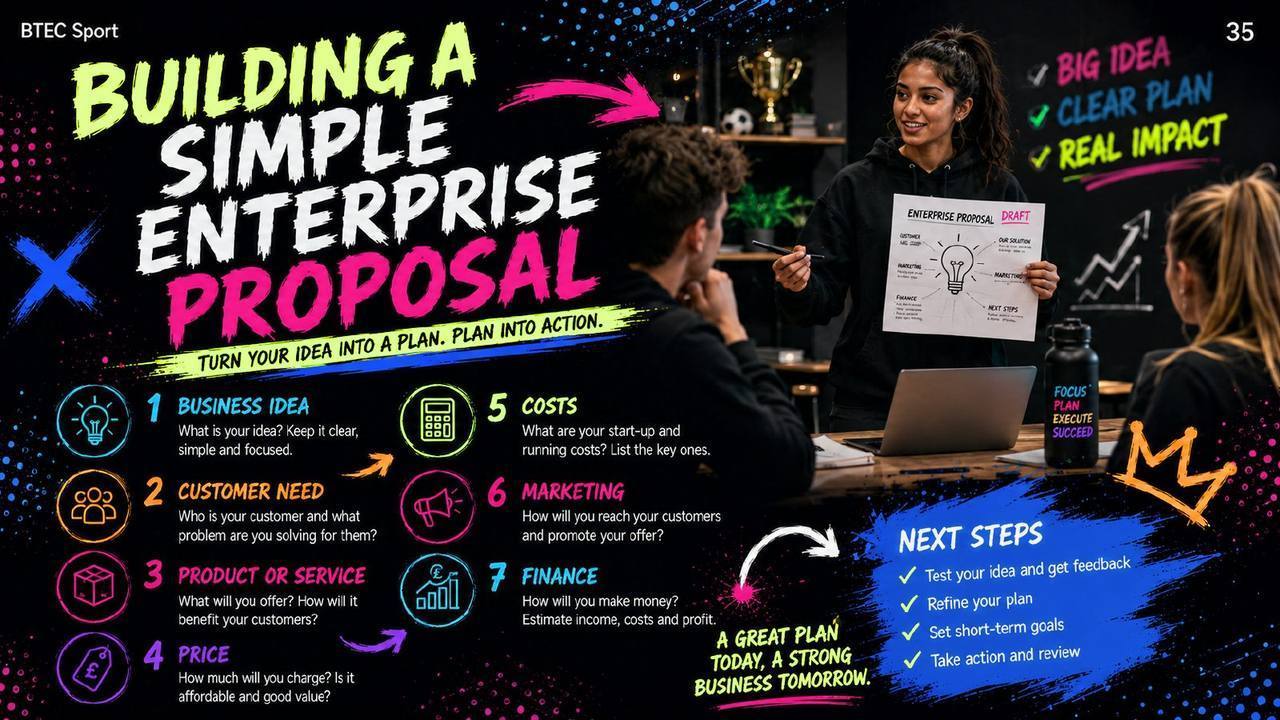 BTEC Sport
35
BUILDING A
SIMPLE
ENTERPRISE
PROPOSAL
TURN YOUR IDEA INTO A PLAN. PLAN INTO ACTION.
BIG IDEA
CLEAR PLAN
REAL IMPACT
ENTERPRISE PROPOSAL DRAFT
CUSTOMER
OUR SOLUTION
MARKETING
MARKETING
FINANCE
NEXT STEPS
FOCUS
PLAN
EXECUTE
SUCCEED
1 BUSINESS IDEA
What is your idea? Keep it clear,
simple and focused.
2 CUSTOMER NEED
Who is your customer and what
problem are you solving for them?
3 PRODUCT OR SERVICE
What will you offer? How will it
benefit your customers?
£
4 PRICE
How much will you charge? Is it
affordable and good value?
5 COSTS
What are your start-up and
running costs? List the key ones.
6 MARKETING
How will you reach your customers
and promote your offer?
£
7 FINANCE
How will you make money?
Estimate income, costs and profit.
A GREAT PLAN
TODAY, A STRONG
BUSINESS TOMORROW.
NEXT STEPS
Test your idea and get feedback
Refine your plan
Set short-term goals
Take action and review